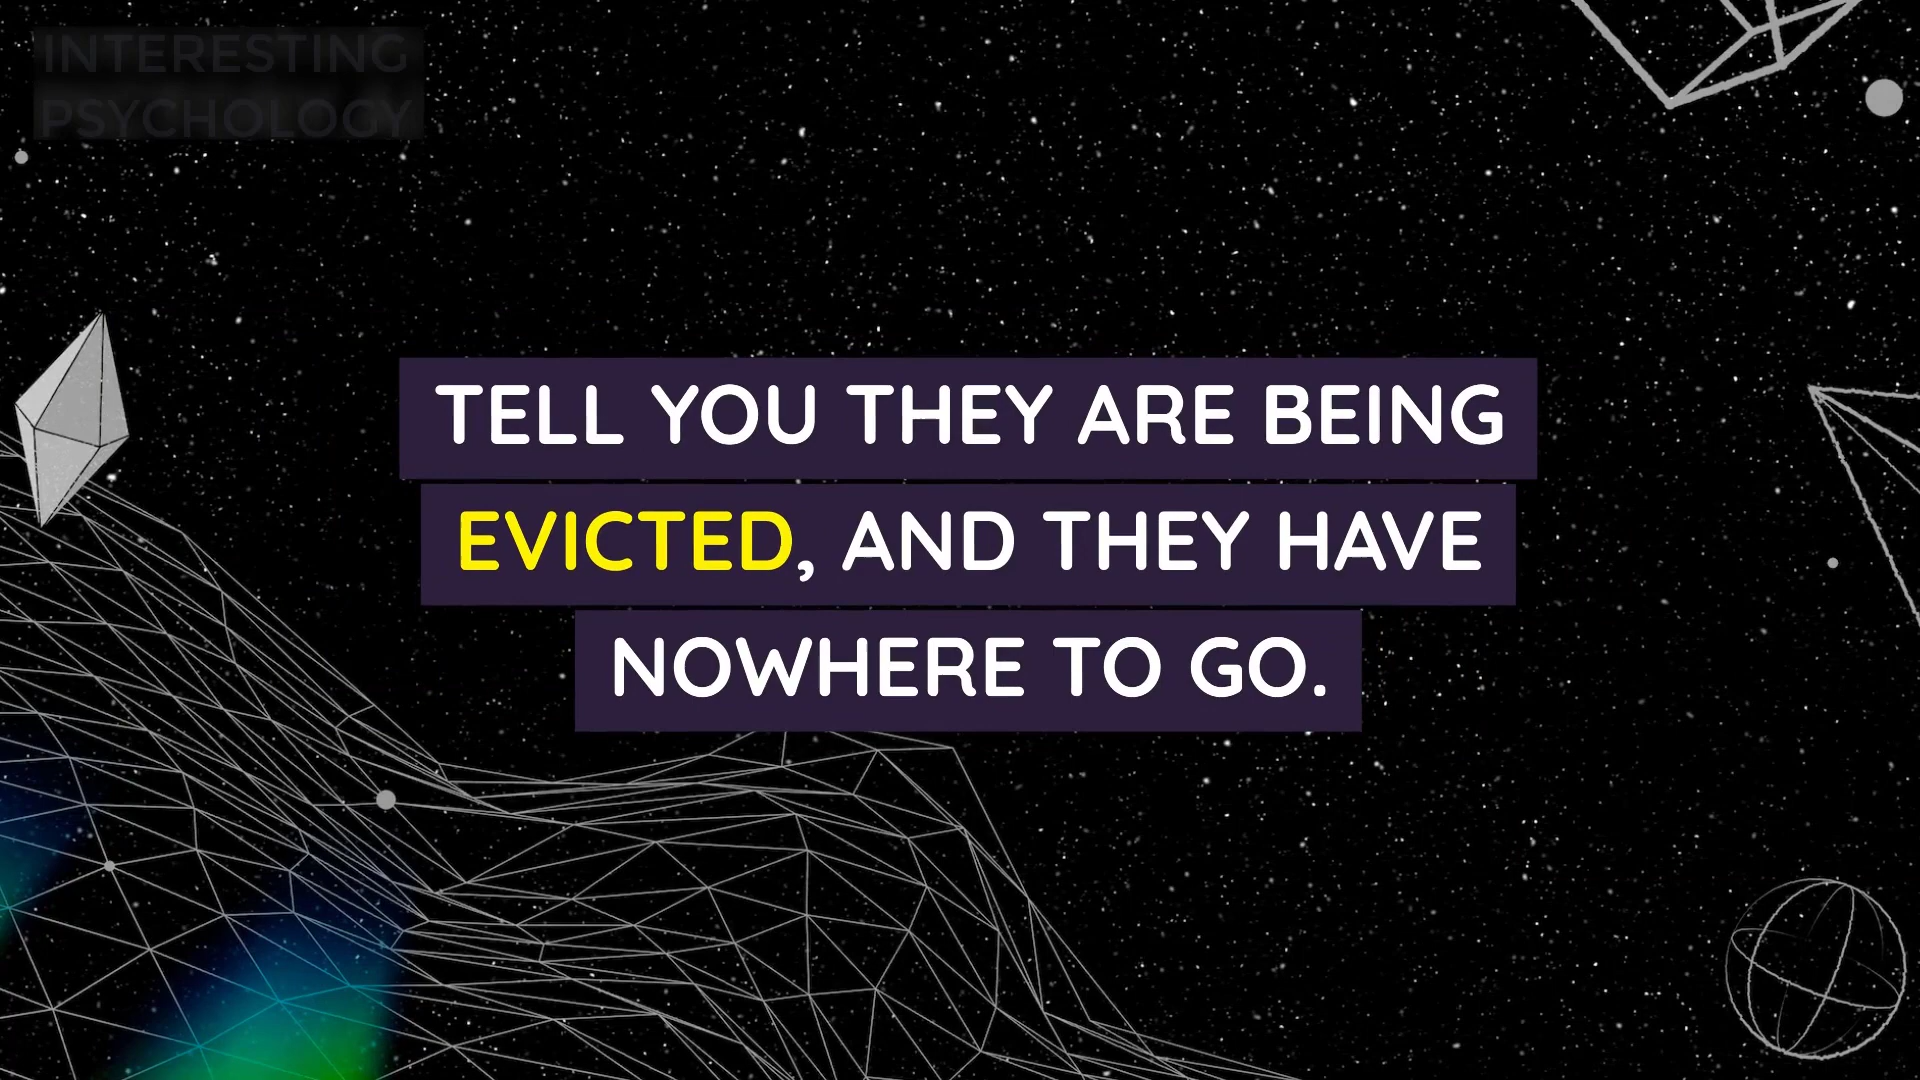 INTERESTING
PSYCHOLOGY
TELL YOU THEY ARE BEING
EVICTED, AND THEY HAVE
NOWHERE TO GO.